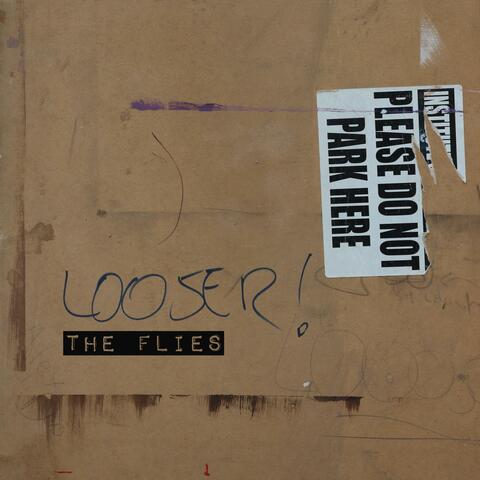 PLEASE DO NOT
PARK HERE
LOOSER!
THE FLIES